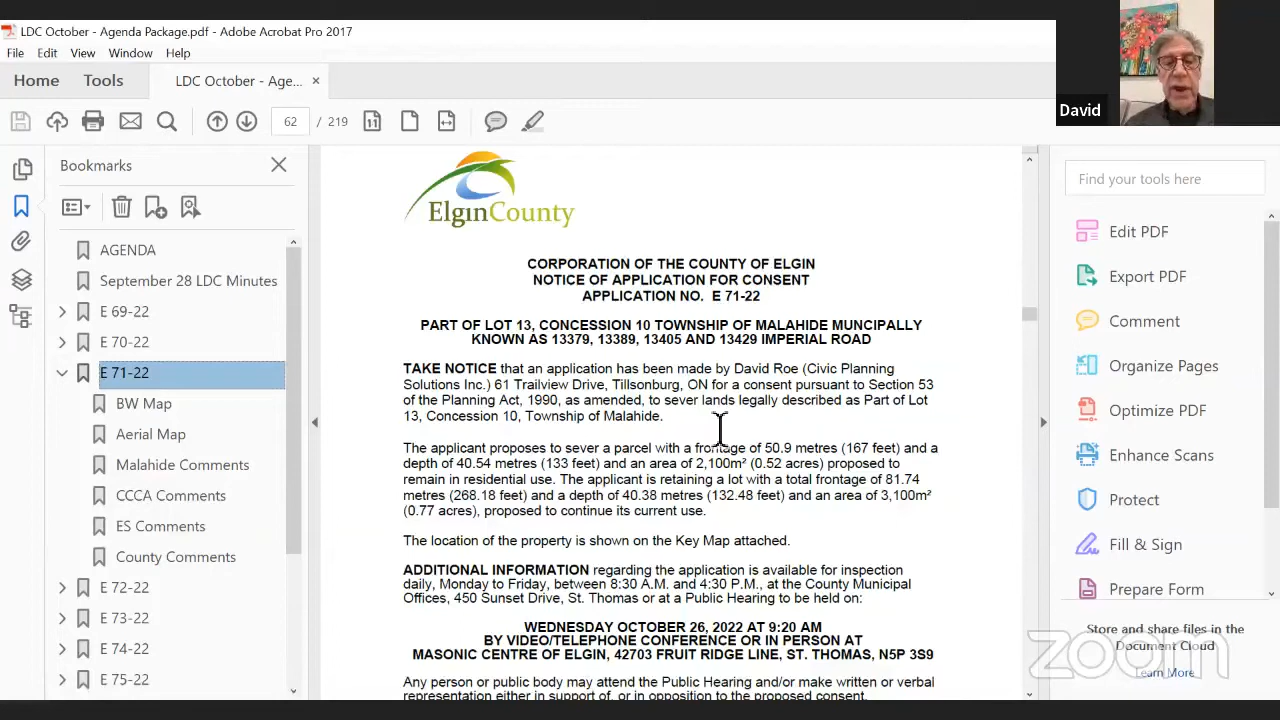 LDC October - Agenda Package.pdf - Adobe Acrobat Pro 2017
File Edit View Window Help
Home Tools LDC October - Age... ×
62 / 219
David
Bookmarks
AGENDA
September 28 LDC Minutes
E 69-22
E 70-22
E 71-22
BW Map
Aerial Map
Malahide Comments
CCCA Comments
ES Comments
County Comments
E 72-22
E 73-22
E 74-22
E 75-22
ElginCounty
CORPORATION OF THE COUNTY OF ELGIN
NOTICE OF APPLICATION FOR CONSENT
APPLICATION NO. E 71-22
PART OF LOT 13, CONCESSION 10 TOWNSHIP OF MALAHIDE MUNCIPALLY
KNOWN AS 13379, 13389, 13405 AND 13429 IMPERIAL ROAD
TAKE NOTICE that an application has been made by David Roe (Civic Planning
Solutions Inc.) 61 Trailview Drive, Tillsonburg, ON for a consent pursuant to Section 53
of the Planning Act, 1990, as amended, to sever lands legally described as Part of Lot
13, Concession 10, Township of Malahide.
The applicant proposes to sever a parcel with a frontage of 50.9 metres (167 feet) and a
depth of 40.54 metres (133 feet) and an area of 2,100m² (0.52 acres) proposed to
remain in residential use. The applicant is retaining a lot with a total frontage of 81.74
metres (268.18 feet) and a depth of 40.38 metres (132.48 feet) and an area of 3,100m²
(0.77 acres), proposed to continue its current use.
The location of the property is shown on the Key Map attached.
ADDITIONAL INFORMATION regarding the application is available for inspection
daily, Monday to Friday, between 8:30 A.M. and 4:30 P.M., at the County Municipal
Offices, 450 Sunset Drive, St. Thomas or at a Public Hearing to be held on:
WEDNESDAY OCTOBER 26, 2022 AT 9:20 AM
BY VIDEO/TELEPHONE CONFERENCE OR IN PERSON AT
MASONIC CENTRE OF ELGIN, 42703 FRUIT RIDGE LINE, ST. THOMAS, N5P 3S9
Any person or public body may attend the Public Hearing and/or make written or verbal
representation either in support of, or in opposition to the proposed consent.
Find your tools here
Edit PDF
Export PDF
Comment
Organize Pages
Optimize PDF
Enhance Scans
Protect
Fill & Sign
Prepare Form
Store and share files in the
Document Cloud
Learn More
zoom